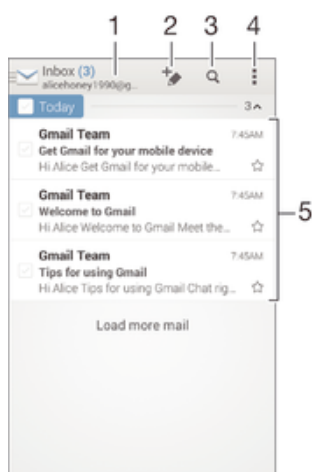 1 2 3 4
Inbox (3)
alicehoney1990@g...
Today 3
Gmail Team 7:45AM
Get Gmail for your mobile device
Hi Alice Get Gmail for your mobile...
Gmail Team 7:45AM
Welcome to Gmail
Hi Alice Welcome to Gmail Meet the...
5
Gmail Team 7:45AM
Tips for using Gmail
Hi Alice Tips for using Gmail Chat rig...
Load more mail